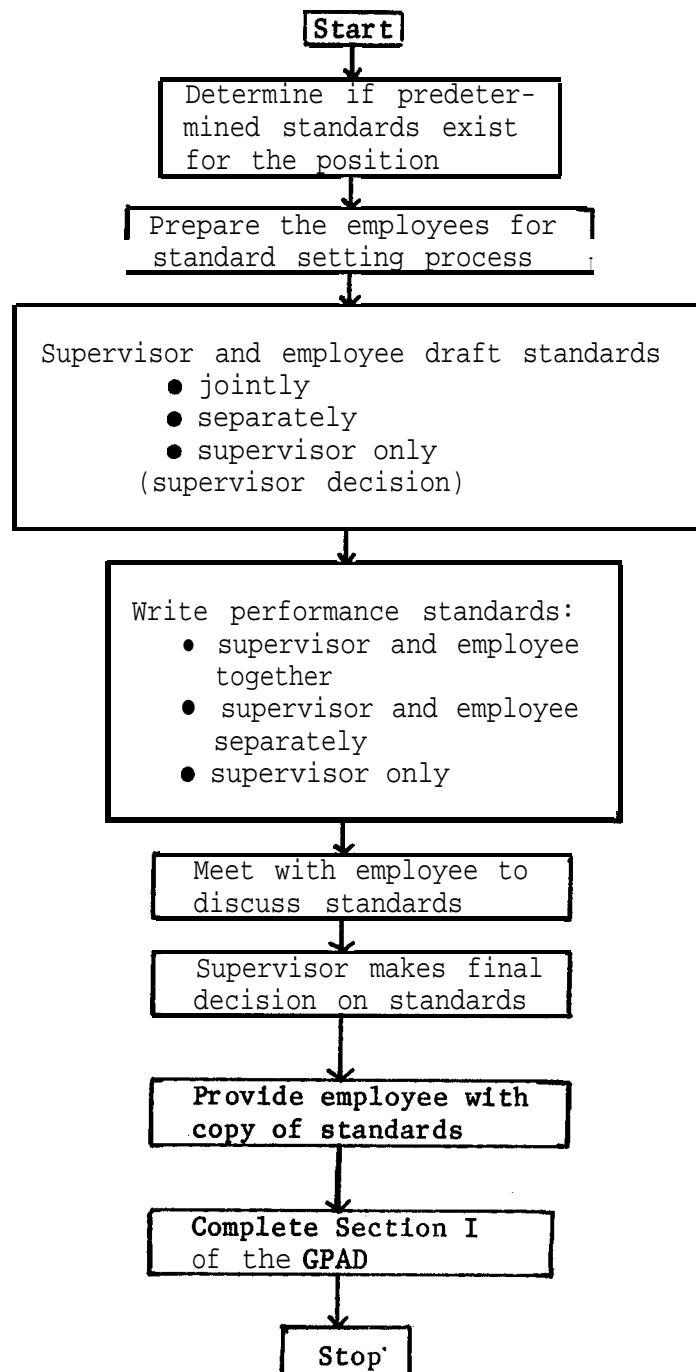 Start
Determine if predeter-
mined standards exist
for the position
Prepare the employees for
standard setting process
Supervisor and employee draft standards
● jointly
● separately
● supervisor only
(supervisor decision)
Write performance standards:
● supervisor and employee
together
● supervisor and employee
separately
● supervisor only
Meet with employee to
discuss standards
Supervisor makes final
decision on standards
Provide employee with
copy of standards
Complete Section I
of the GPAD
Stop